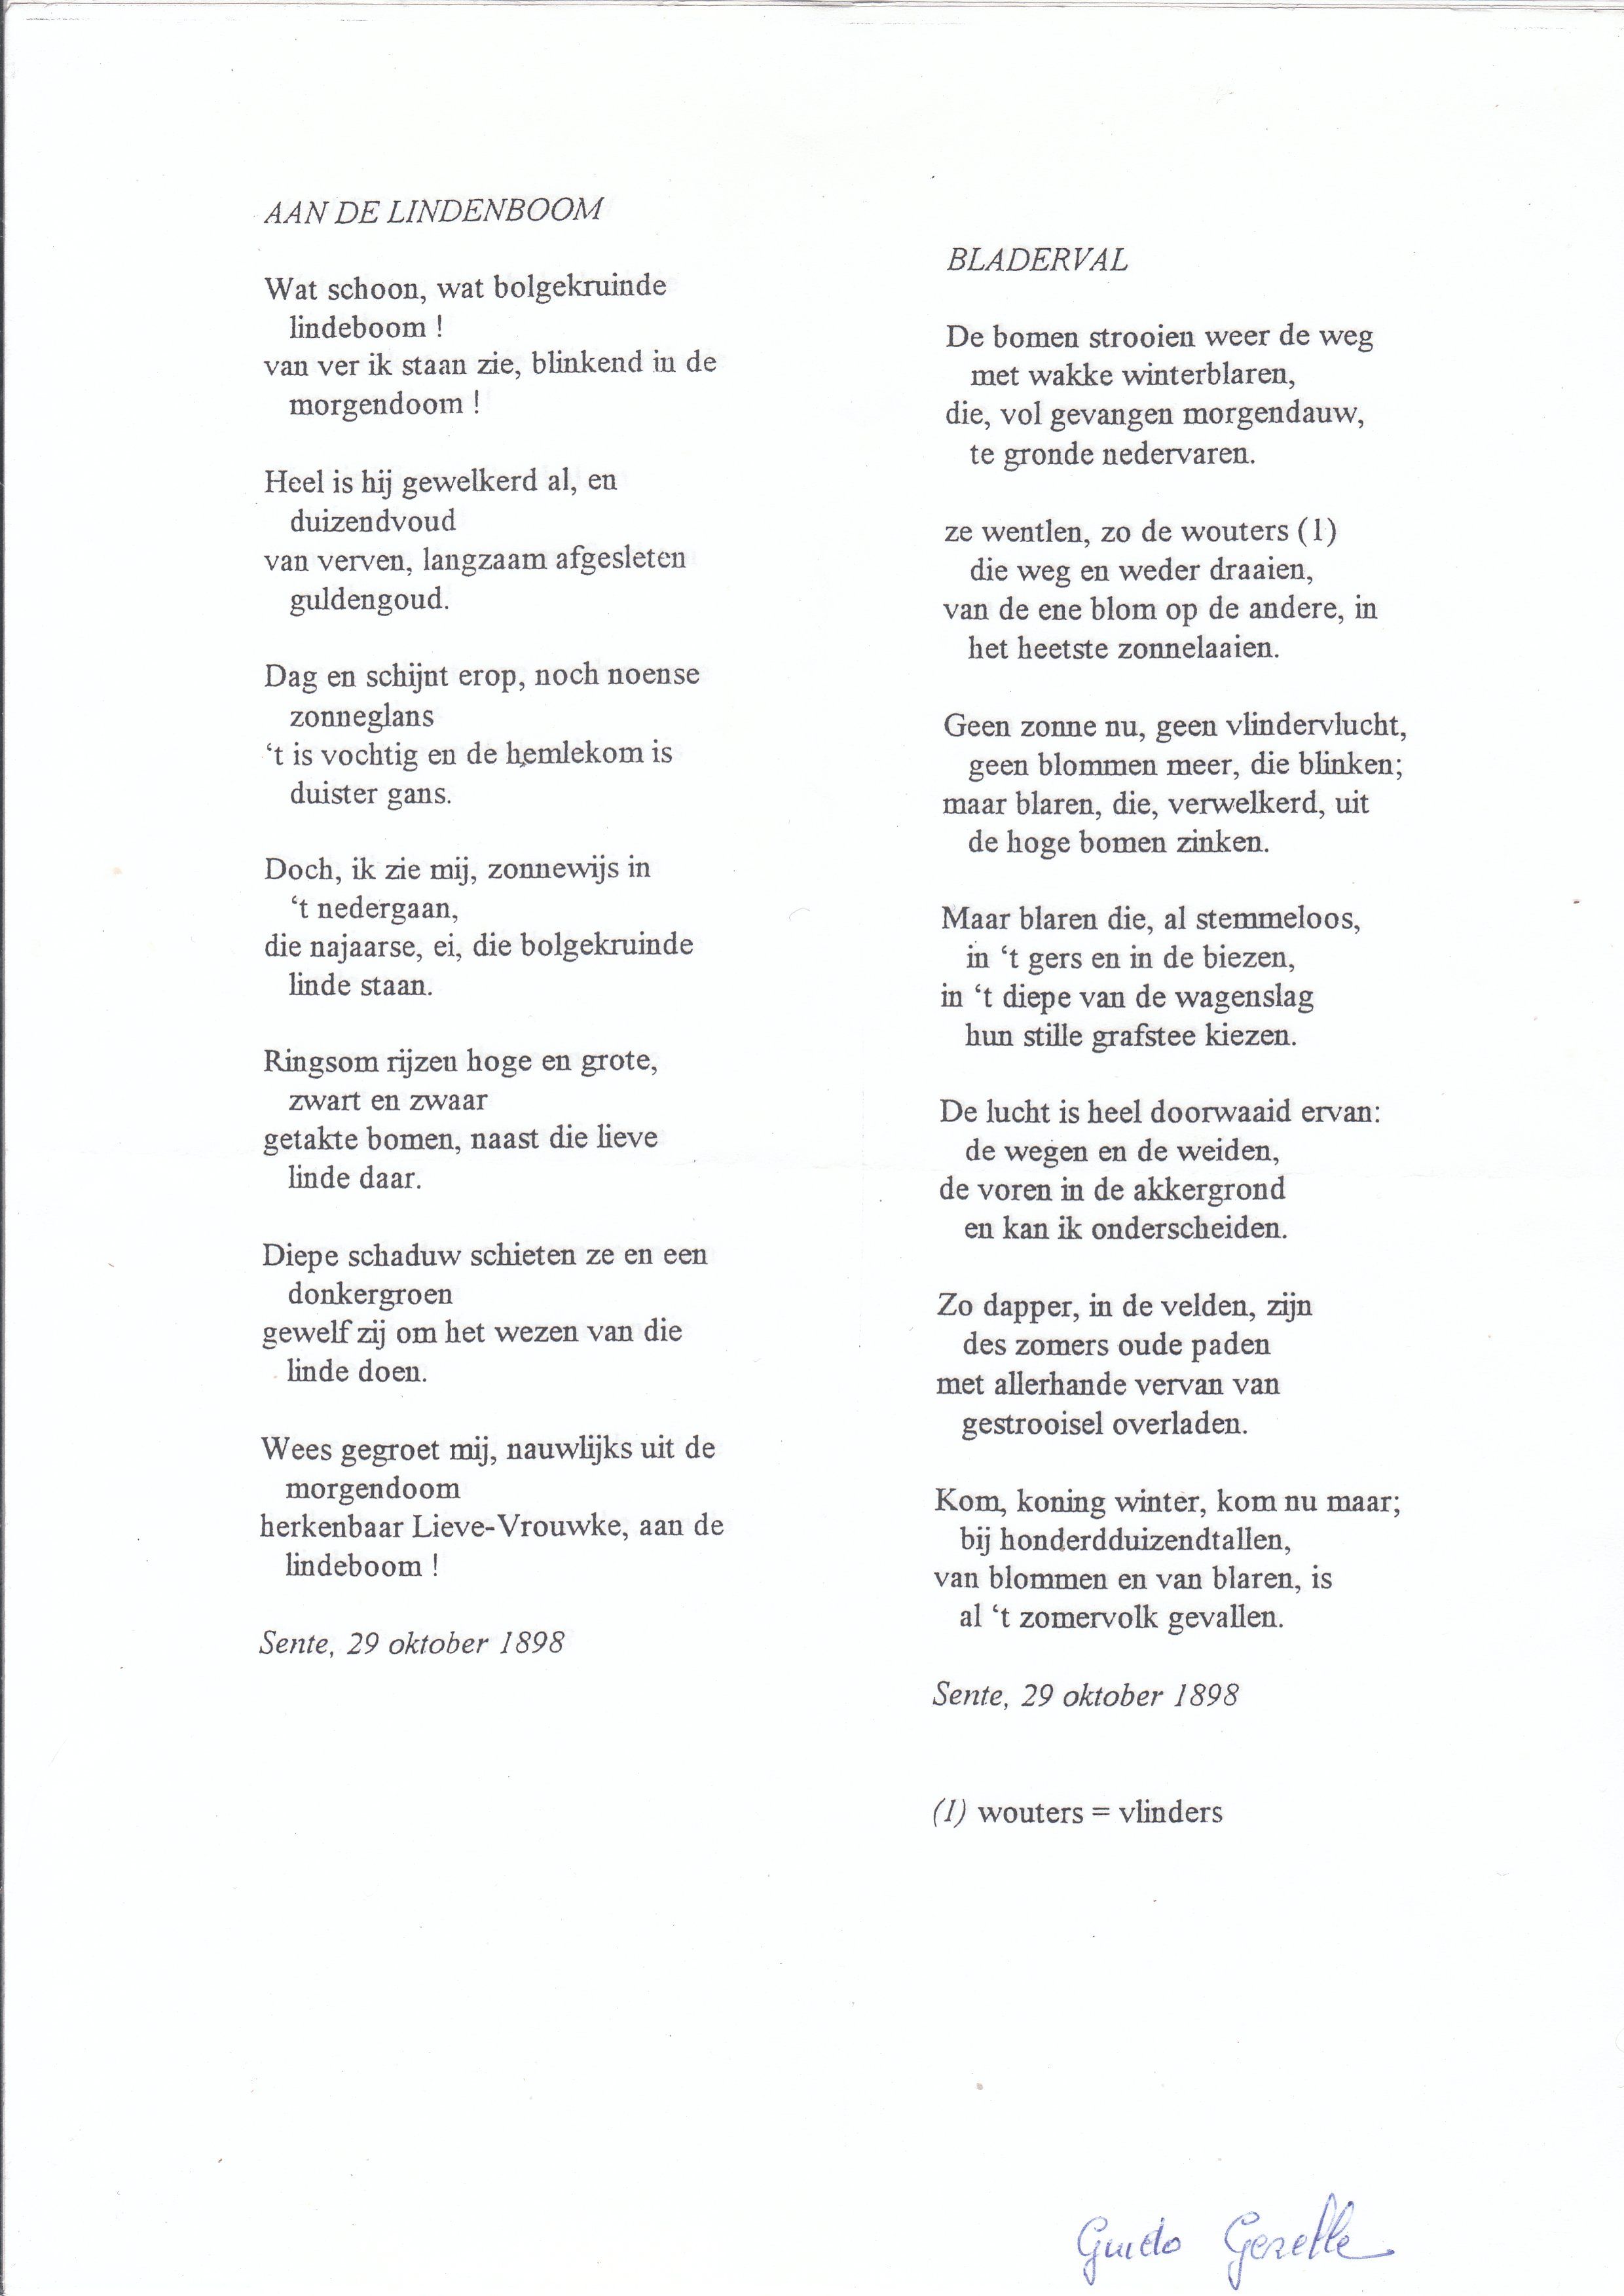 AAN DE LINDENBOOM
Wat schoon, wat bolgekruinde
lindeboom !
van ver ik staan zie, blinkend in de
morgendoom !
Heel is hij gewelkerd al, en
duizendvoud
van verven, langzaam afgesleten
guldengoud.
Dag en schijnt erop, noch noense
zonneglans
‘t is vochtig en de hemlekom is
duister gans.
Doch, ik zie mij, zonnewijs in
‘t nedergaan,
die najaarse, ei, die bolgekruinde
linde staan.
Ringsom rijzen hoge en grote,
zwart en zwaar
getakte bomen, naast die lieve
linde daar.
Diepe schaduw schieten ze en een
donkergroen
gewelf zij om het wezen van die
linde doen.
Wees gegroet mij, nauwlijks uit de
morgendoom
herkenbaar Lieve-Vrouwke, aan de
lindeboom !
Sente, 29 oktober 1898
BLADERVAL
De bomen strooien weer de weg
met wakke winterblaren,
die, vol gevangen morgendauw,
te gronde nedervaren.
ze wentlen, zo de wouters (1)
die weg en weder draaien,
van de ene blom op de andere, in
het heetste zonnelaaien.
Geen zonne nu, geen vlindervlucht,
geen blommen meer, die blinken;
maar blaren, die, verwelkerd, uit
de hoge bomen zinken.
Maar blaren die, al stemmeloos,
in ‘t gers en in de biezen,
in ‘t diepe van de wagenslag
hun stille grafstee kiezen.
De lucht is heel doorwaaid ervan:
de wegen en de weiden,
de voren in de akkergrond
en kan ik onderscheiden.
Zo dapper, in de velden, zijn
des zomers oude paden
met allerhande vervan van
gestrooisel overladen.
Kom, koning winter, kom nu maar;
bij honderdduizendtallen,
van blommen en van blaren, is
al ‘t zomervolk gevallen.
Sente, 29 oktober 1898
(1) wouters = vlinders
Guido Gezelle